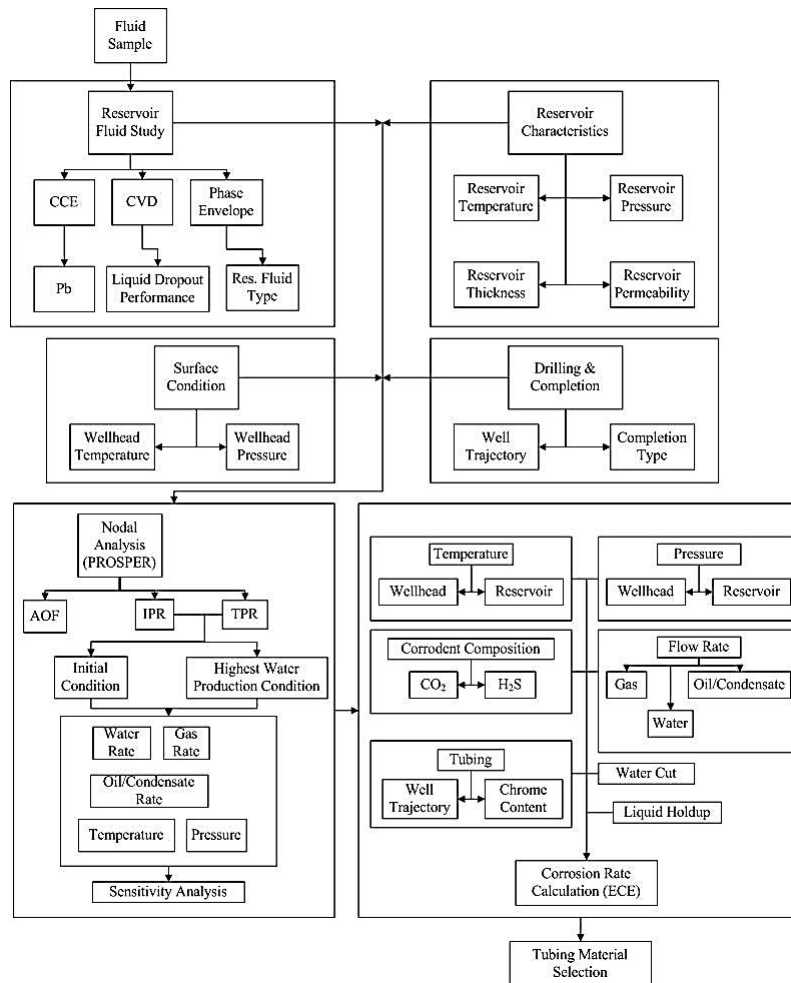 Fluid
Sample
Reservoir
Fluid Study
CCE
CVD
Phase
Envelope
Pb
Liquid Dropout
Performance
Res. Fluid
Type
Reservoir
Characteristics
Reservoir
Temperature
Reservoir
Pressure
Reservoir
Thickness
Reservoir
Permeability
Surface
Condition
Wellhead
Temperature
Wellhead
Pressure
Drilling &
Completion
Well
Trajectory
Completion
Type
Nodal
Analysis
(PROSPER)
AOF
IPR
TPR
Initial
Condition
Highest Water
Production Condition
Water
Rate
Gas
Rate
Oil/Condensate
Rate
Temperature
Pressure
Sensitivity Analysis
Temperature
Wellhead
Reservoir
Pressure
Wellhead
Reservoir
Corrodent Composition
CO₂
H₂S
Flow Rate
Gas
Oil/Condensate
Water
Tubing
Well
Trajectory
Chrome
Content
Water Cut
Liquid Holdup
Corrosion Rate
Calculation (ECE)
Tubing Material
Selection